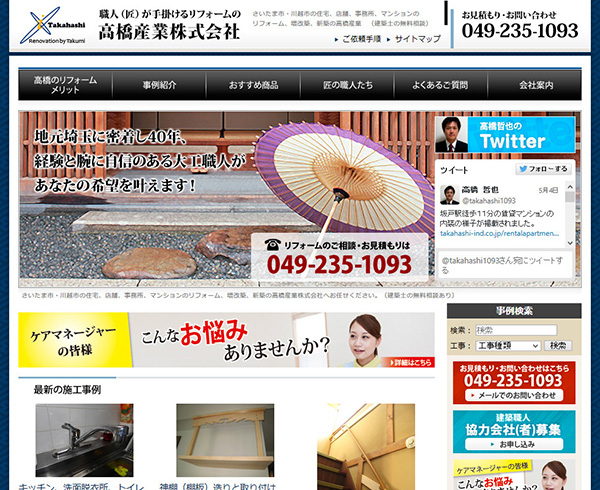 Takahashi
Renovation by Takumi
職人（匠）が手掛けるリフォームの
高橋産業株式会社
さいたま市・川越市の住宅、店舗、事務所、マンションの
リフォーム、増改築、新築の高橋産業 （建築士の無料相談）
ご依頼手順
サイトマップ
お見積もり・お問い合わせ
049-235-1093
高橋のリフォーム
メリット
事例紹介
おすすめ商品
匠の職人たち
よくあるご質問
会社案内
地元埼玉に密着し40年、
経験と腕に自信のある大工職人が
あなたの希望を叶えます！
リフォームのご相談・お見積もりは
049-235-1093
高橋哲也の
Twitter
ツイート
フォローする
高橋 哲也
5月4日
@takahashi1093
坂戸駅徒歩11分の賃貸マンションの
内装の様子が掲載されました。
takahashi-ind.co.jp/rentalapartmen...
@takahashi1093さん宛にツイートす
る
さいたま市・川越市の住宅、店舗、事務所、マンションのリフォーム、増改築、新築の高橋産業株式会社へお任せください。（建築士の無料相談あり）
ケアマネージャー
の皆様
こんなお悩み
ありませんか？
詳細はこちら
事例検索
検索：
検索
工事：
工事種類
検索
お見積もり・お問い合わせはこちら
049-235-1093
メールでのお問い合わせ
建築職人
協力会社(者)募集
お申し込み
ケアマネージャーの皆様
こんなお悩み
ありませんか？
最新の施工事例
キッチン、洗面脱衣所、トイレ
神棚（棚板）造りと取り付け